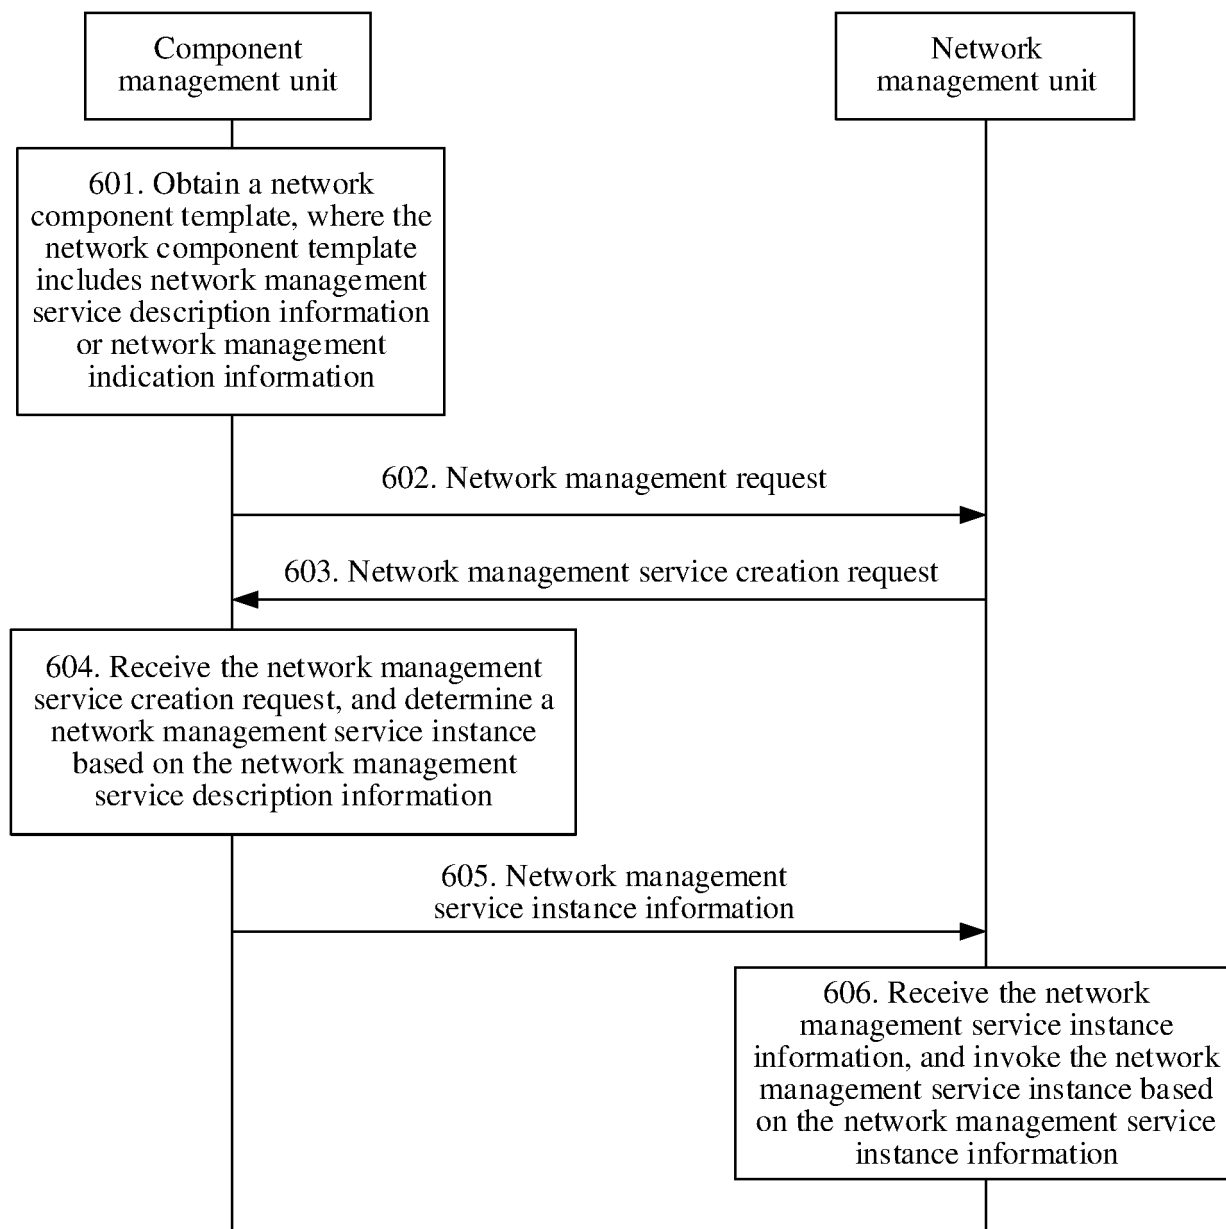 Component
management unit
Network
management unit
601. Obtain a network
component template, where the
network component template
includes network management
service description information
or network management
indication information
602. Network management request
603. Network management service creation request
604. Receive the network management
service creation request, and determine a
network management service instance
based on the network management
service description information
605. Network management
service instance information
606. Receive the network
management service instance
information, and invoke the network
management service instance based
on the network management service
instance information